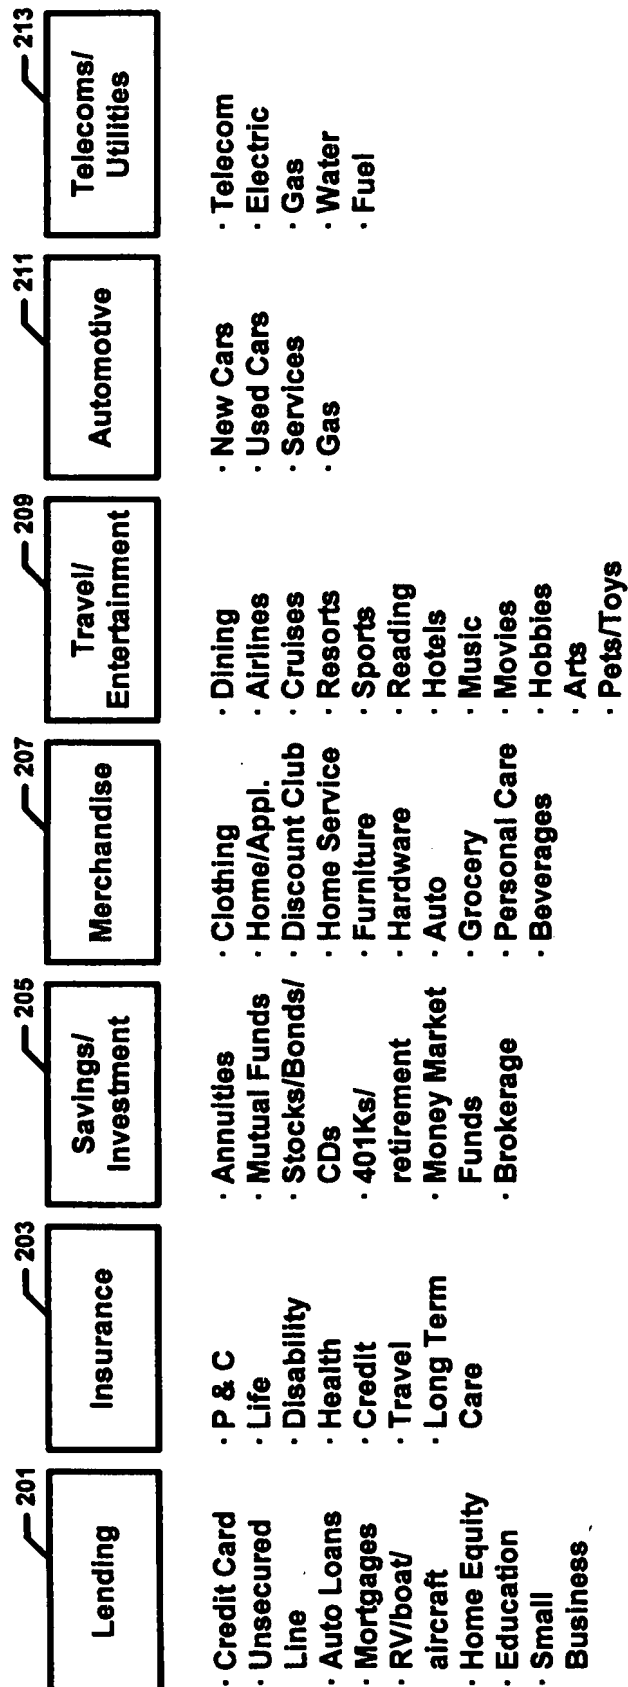 201
Lending
· Credit Card
· Unsecured
Line
· Auto Loans
· Mortgages
· RV/boat/
aircraft
· Home Equity
· Education
· Small
Business
203
Insurance
· P & C
· Life
· Disability
· Health
· Credit
· Travel
· Long Term
Care
205
Savings/
Investment
· Annuities
· Mutual Funds
· Stocks/Bonds/
CDs
· 401Ks/
retirement
· Money Market
Funds
· Brokerage
207
Merchandise
· Clothing
· Home/Appl.
· Discount Club
· Home Service
· Furniture
· Hardware
· Auto
· Grocery
· Personal Care
· Beverages
209
Travel/
Entertainment
· Dining
· Airlines
· Cruises
· Resorts
· Sports
· Reading
· Hotels
· Music
· Movies
· Hobbies
· Arts
· Pets/Toys
211
Automotive
· New Cars
· Used Cars
· Services
· Gas
213
Telecoms/
Utilities
· Telecom
· Electric
· Gas
· Water
· Fuel